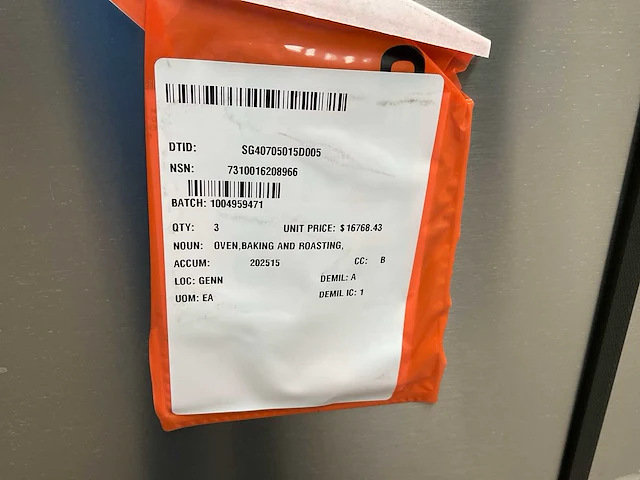 DTID: SG40705015D005
NSN: 7310016208966
BATCH: 1004959471
QTY: 3 UNIT PRICE: $16768.43
NOUN: OVEN,BAKING AND ROASTING,
ACCUM: 202515 CC: B
LOC: GENN DEMIL: A
UOM: EA DEMIL IC: 1